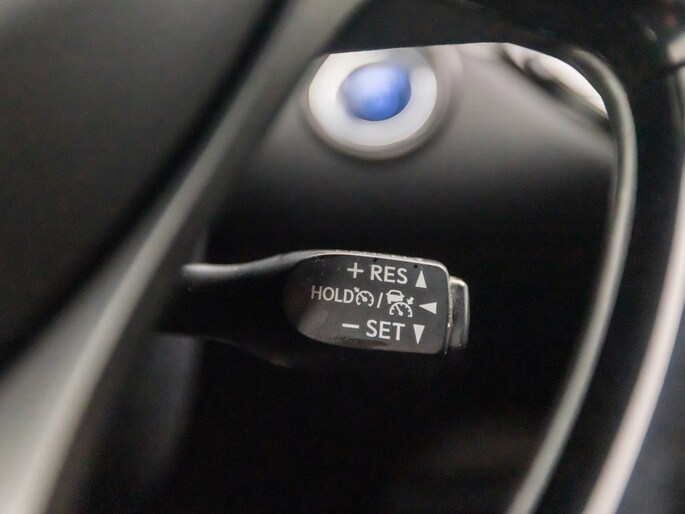 + RES ▲
HOLD / ◀
− SET ▼